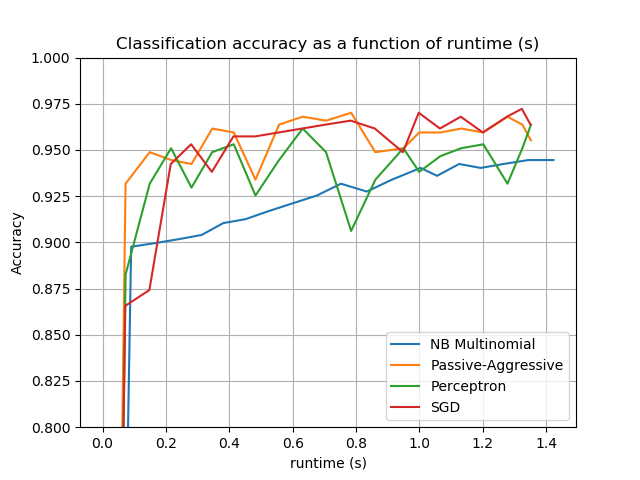 Classification accuracy as a function of runtime (s)
1.000
0.975
0.950
0.925
0.900
0.875
0.850
0.825
0.800
Accuracy
NB Multinomial
Passive-Aggressive
Perceptron
SGD
0.0 0.2 0.4 0.6 0.8 1.0 1.2 1.4
runtime (s)